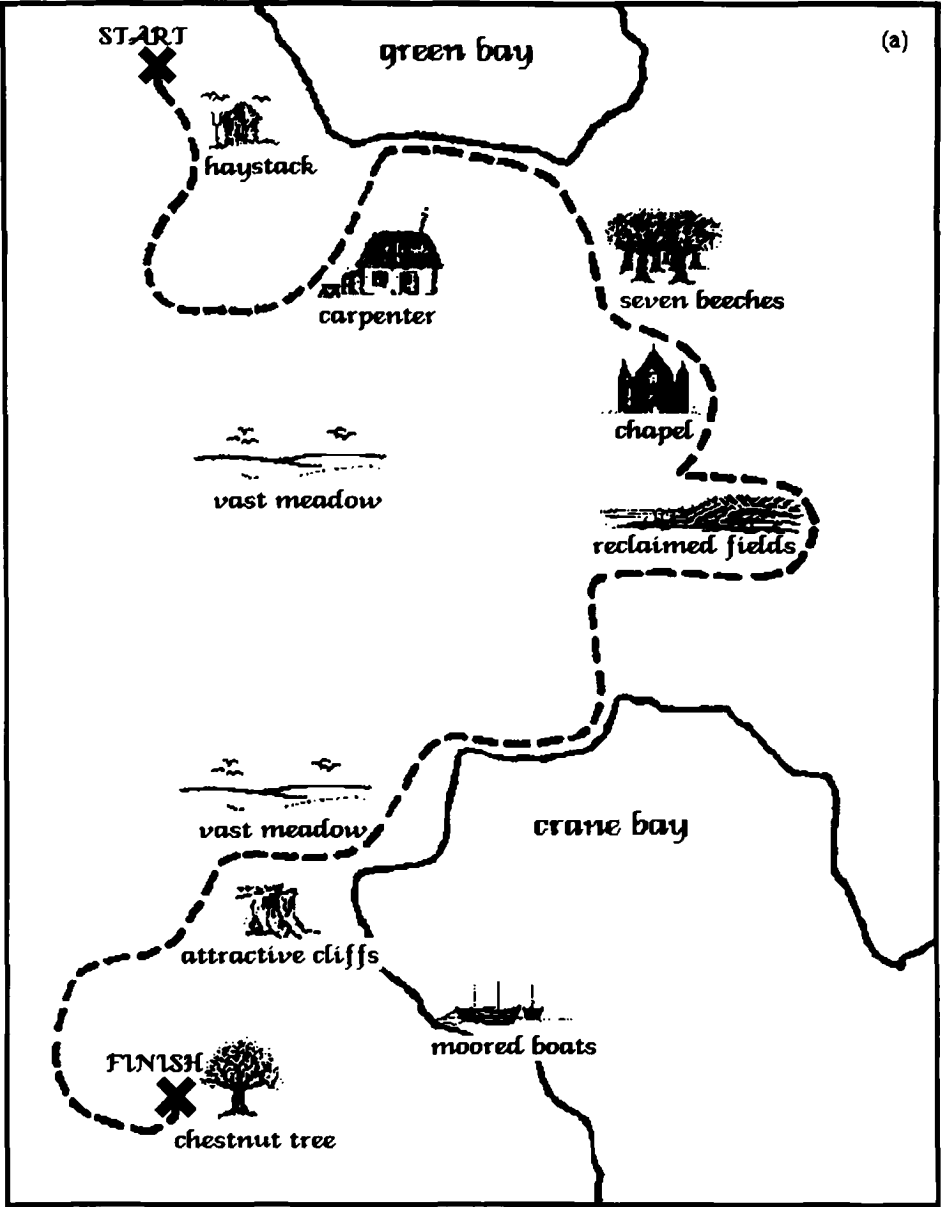 START
(a)
green bay
haystack
seven beeches
carpenter
chapel
vast meadow
reclaimed fields
vast meadow
crane bay
attractive cliffs
moored boats
FINISH
chestnut tree